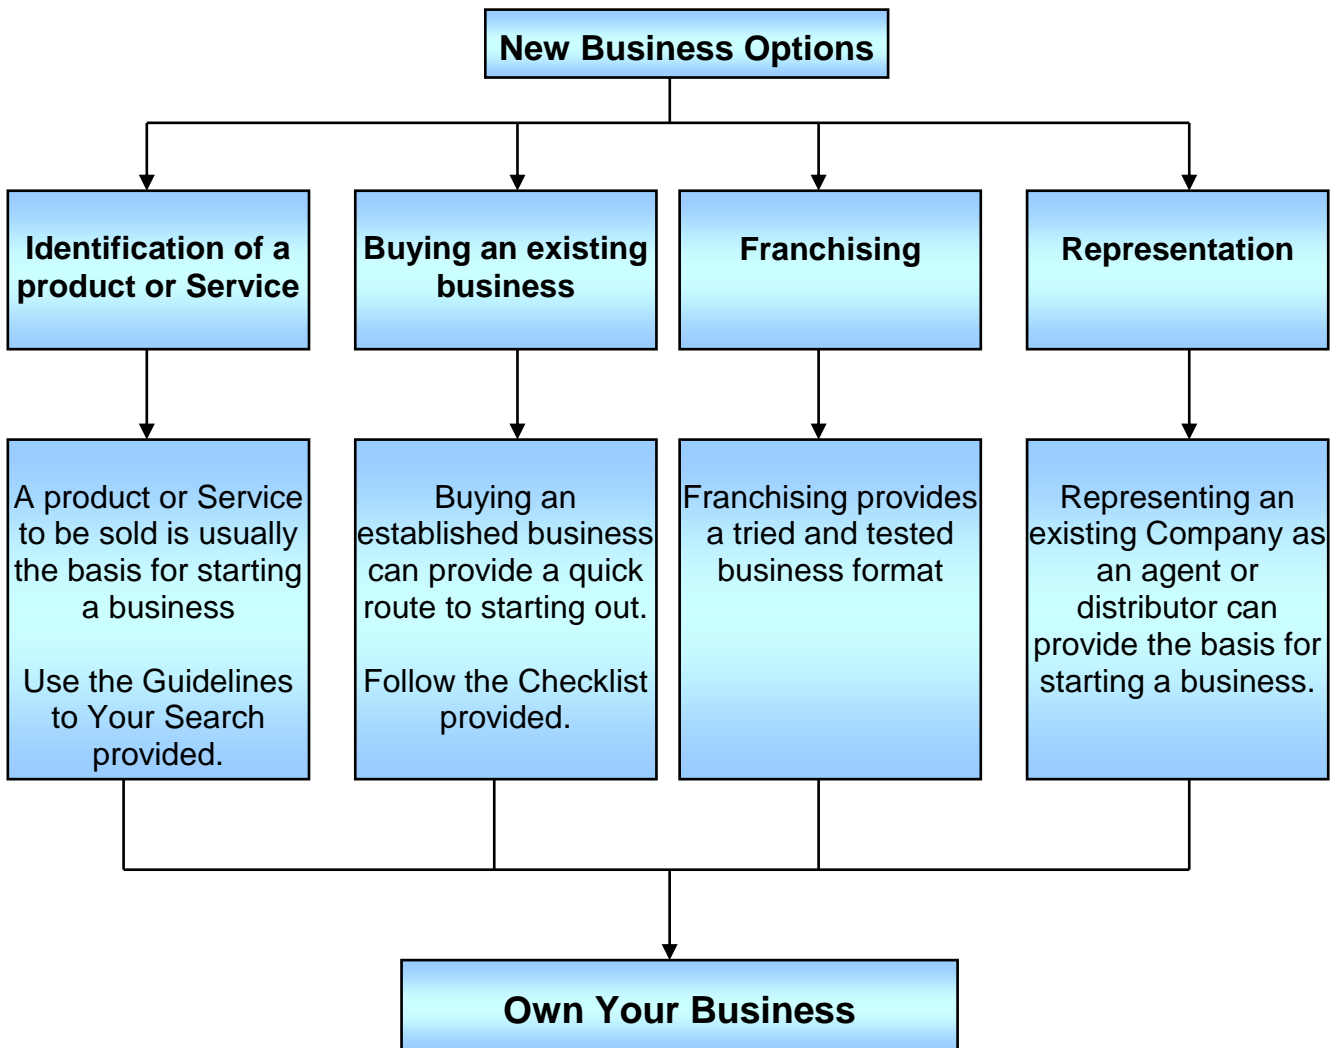 New Business Options
Identification of a
product or Service
Buying an existing
business
Franchising
Representation
A product or Service
to be sold is usually
the basis for starting
a business
Use the Guidelines
to Your Search
provided.
Buying an
established business
can provide a quick
route to starting out.
Follow the Checklist
provided.
Franchising provides
a tried and tested
business format
Representing an
existing Company as
an agent or
distributor can
provide the basis for
starting a business.
Own Your Business